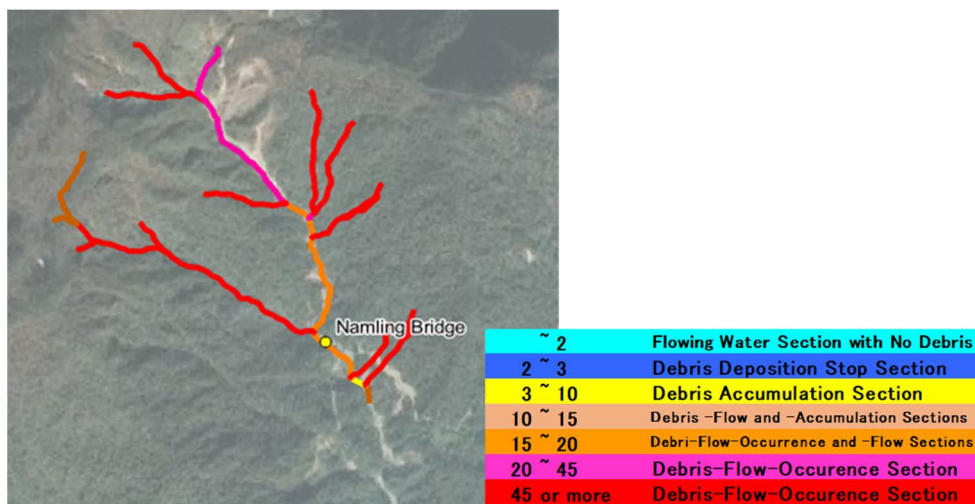 Namling Bridge
~ 2 Flowing Water Section with No Debris
2 ~ 3 Debris Deposition Stop Section
3 ~ 10 Debris Accumulation Section
10 ~ 15 Debris -Flow and -Accumulation Sections
15 ~ 20 Debri-Flow-Occurrence and -Flow Sections
20 ~ 45 Debris-Flow-Occurence Section
45 or more Debris-Flow-Occurence Section